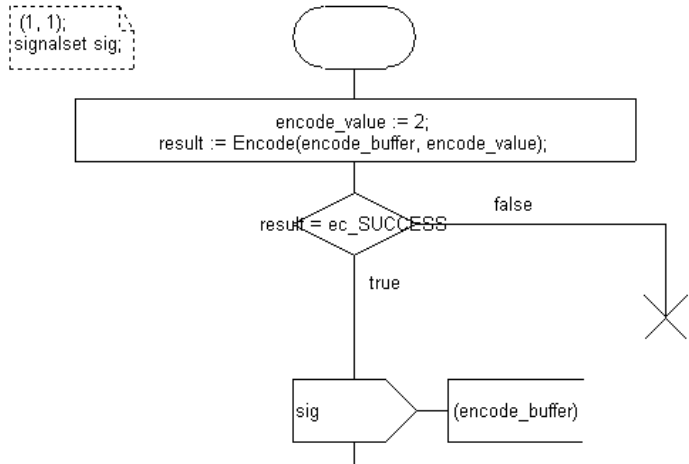 (1, 1);
signalset sig;
encode_value := 2;
result := Encode(encode_buffer, encode_value);
result = ec_SUCCESS
false
true
sig
(encode_buffer)